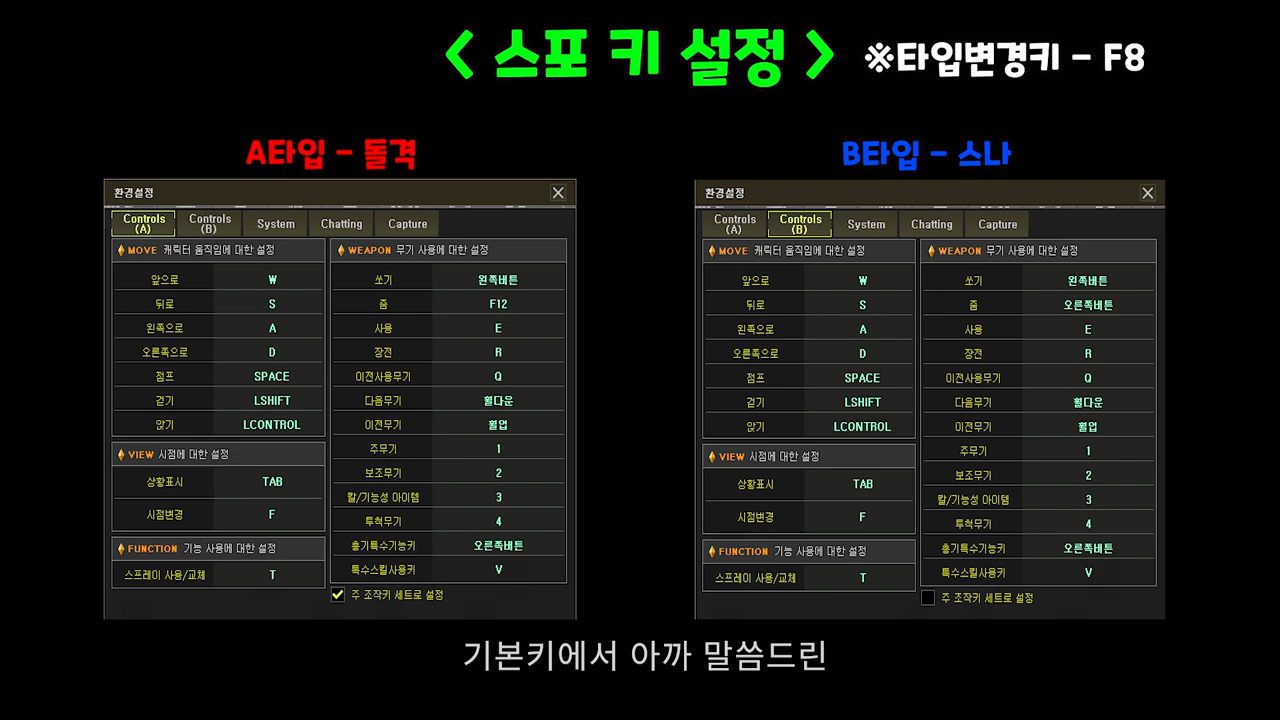 < 스포 키 설정 > ※타입변경키 - F8
A타입 - 돌격
환경설정
Controls (A) Controls (B) System Chatting Capture
MOVE 캐릭터 움직임에 대한 설정
앞으로 W
뒤로 S
왼쪽으로 A
오른쪽으로 D
점프 SPACE
걷기 LSHIFT
앉기 LCONTROL
VIEW 시점에 대한 설정
상황표시 TAB
시점변경 F
FUNCTION 기능 사용에 대한 설정
스프레이 사용/교체 T
WEAPON 무기 사용에 대한 설정
쏘기 왼쪽버튼
줌 F12
사용 E
장전 R
이전사용무기 Q
다음무기 휠다운
이전무기 휠업
주무기 1
보조무기 2
칼/기능성 아이템 3
투척무기 4
총기특수기능키 오른쪽버튼
특수스킬사용키 V
주 조작키 세트로 설정
B타입 - 스나
환경설정
Controls (A) Controls (B) System Chatting Capture
MOVE 캐릭터 움직임에 대한 설정
앞으로 W
뒤로 S
왼쪽으로 A
오른쪽으로 D
점프 SPACE
걷기 LSHIFT
앉기 LCONTROL
VIEW 시점에 대한 설정
상황표시 TAB
시점변경 F
FUNCTION 기능 사용에 대한 설정
스프레이 사용/교체 T
WEAPON 무기 사용에 대한 설정
쏘기 왼쪽버튼
줌 오른쪽버튼
사용 E
장전 R
이전사용무기 Q
다음무기 휠다운
이전무기 휠업
주무기 1
보조무기 2
칼/기능성 아이템 3
투척무기 4
총기특수기능키 오른쪽버튼
특수스킬사용키 V
주 조작키 세트로 설정
기본키에서 아까 말씀드린